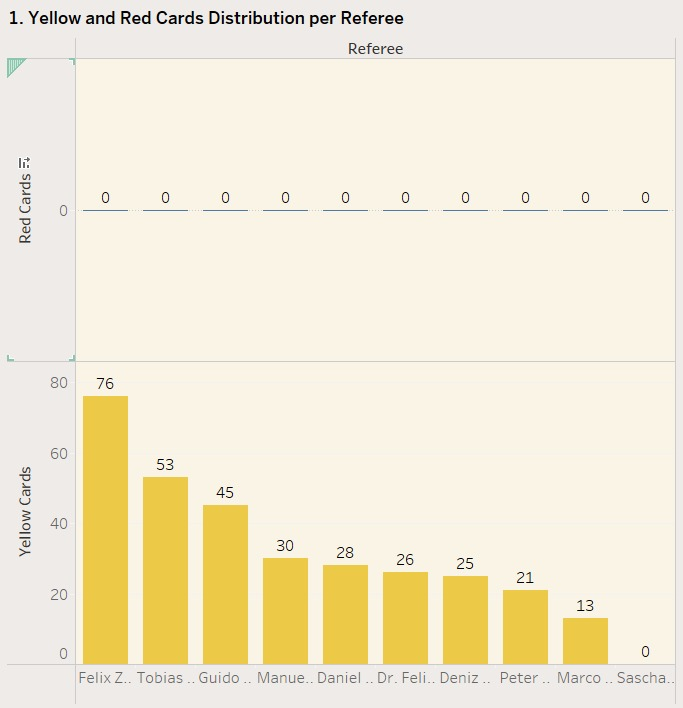 1. Yellow and Red Cards Distribution per Referee
Referee
Red Cards
0
0 0 0 0 0 0 0 0 0 0
Yellow Cards
80
60
40
20
0
76
53
45
30
28
26
25
21
13
0
Felix Z.. Tobias .. Guido .. Manue.. Daniel .. Dr. Feli.. Deniz .. Peter .. Marco .. Sascha..